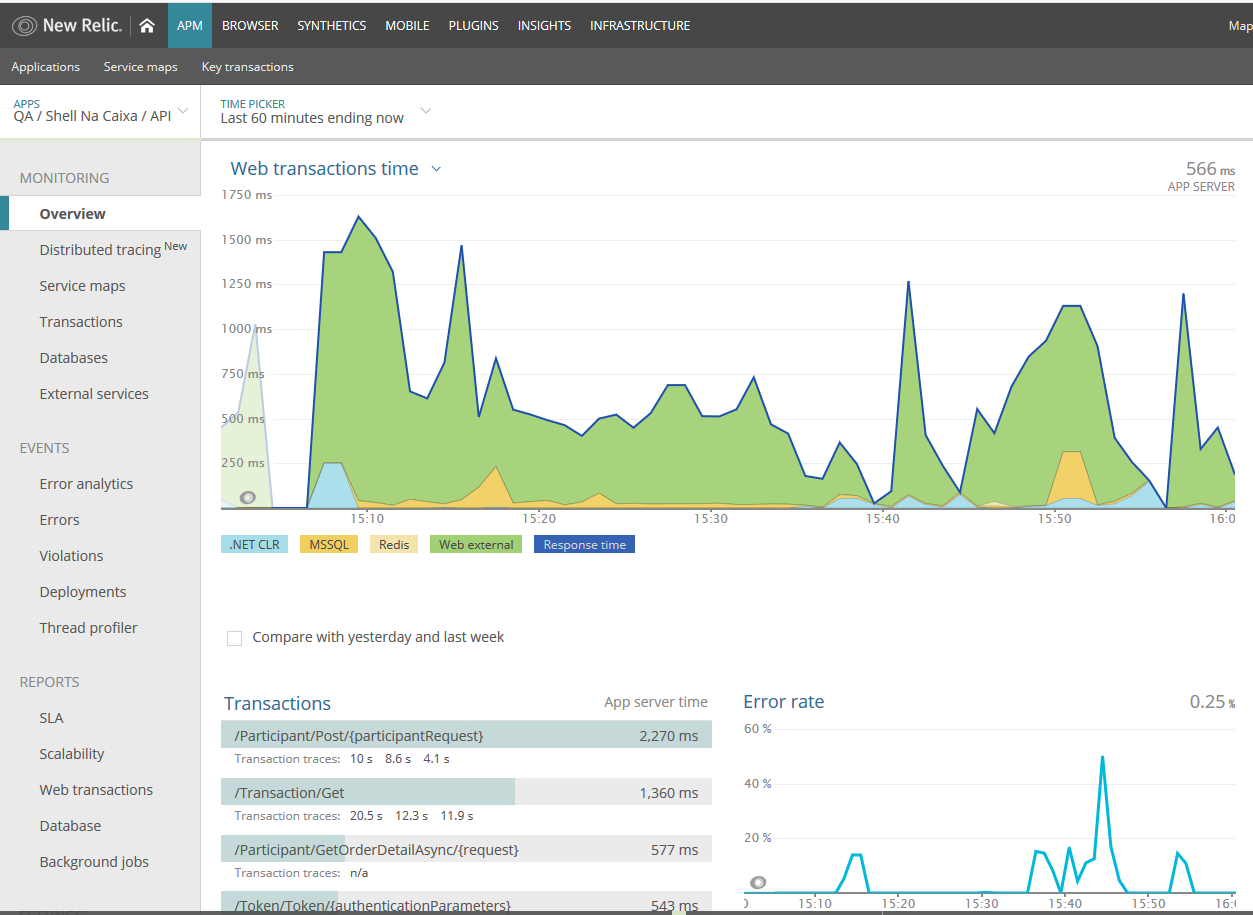 New Relic.
APM BROWSER SYNTHETICS MOBILE PLUGINS INSIGHTS INFRASTRUCTURE Map
Applications Service maps Key transactions
APPS
QA / Shell Na Caixa / API
TIME PICKER
Last 60 minutes ending now
MONITORING
Overview
Distributed tracing New
Service maps
Transactions
Databases
External services
EVENTS
Error analytics
Errors
Violations
Deployments
Thread profiler
REPORTS
SLA
Scalability
Web transactions
Database
Background jobs
Web transactions time
566 ms
APP SERVER
1750 ms
1500 ms
1250 ms
1000 ms
750 ms
500 ms
250 ms
15:10 15:20 15:30 15:40 15:50 16:0
.NET CLR MSSQL Redis Web external Response time
Compare with yesterday and last week
Transactions App server time
/Participant/Post/{participantRequest} 2,270 ms
Transaction traces: 10 s 8.6 s 4.1 s
/Transaction/Get 1,360 ms
Transaction traces: 20.5 s 12.3 s 11.9 s
/Participant/GetOrderDetailAsync/{request} 577 ms
Transaction traces: n/a
/Token/Token/{authenticationParameters} 543 ms
Error rate 0.25 %
60 %
40 %
20 %
0 15:10 15:20 15:30 15:40 15:50 16: